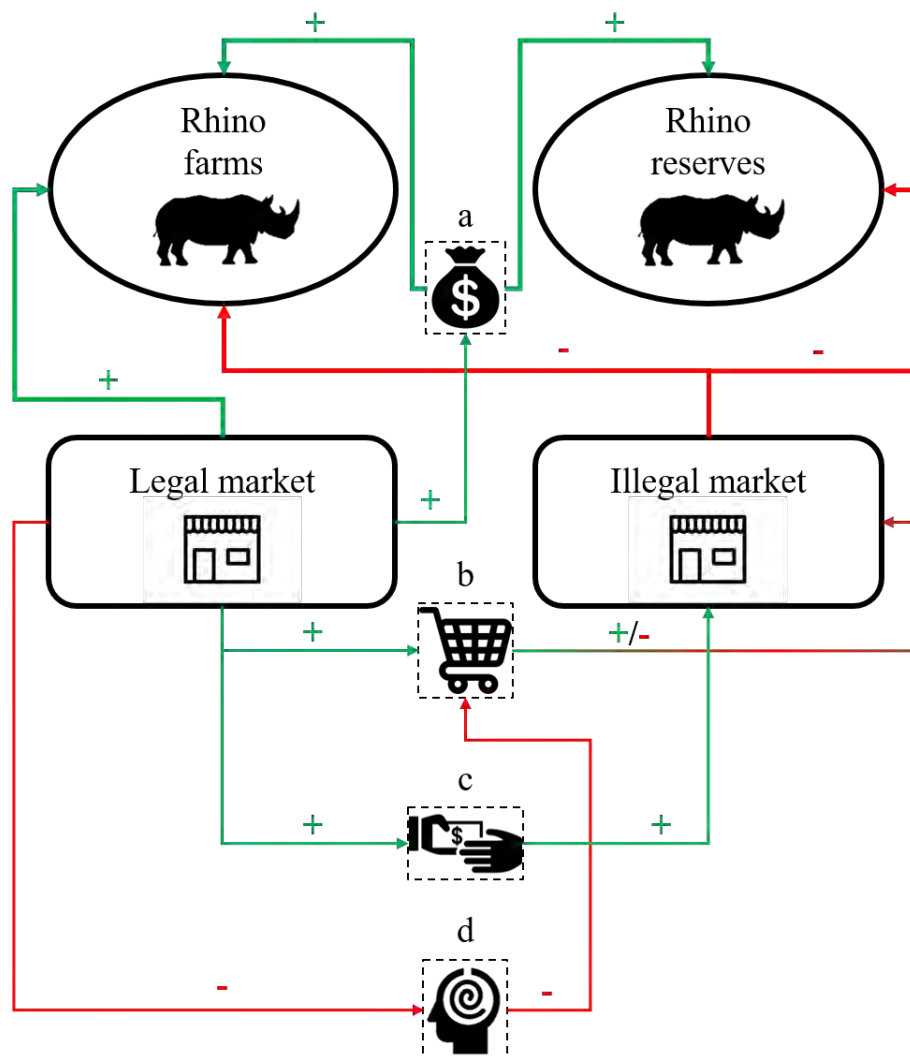 +
+
Rhino
farms
Rhino
reserves
a
$
-
-
+
Legal market
Illegal market
+
b
+
+/-
c
+
$
+
d
-
-